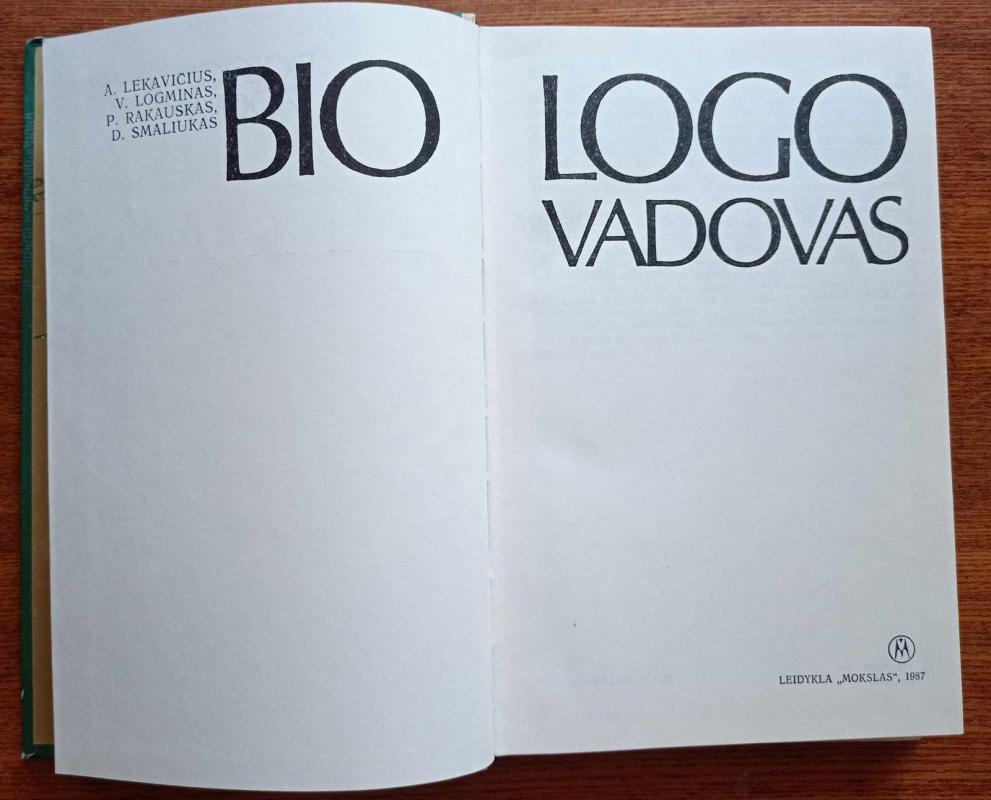 A. LEKAVIČIUS,
V. LOGMINAS,
P. RAKAUSKAS,
D. SMALIUKAS
BIO
LOGO
VADOVAS
LEIDYKLA „MOKSLAS“, 1987